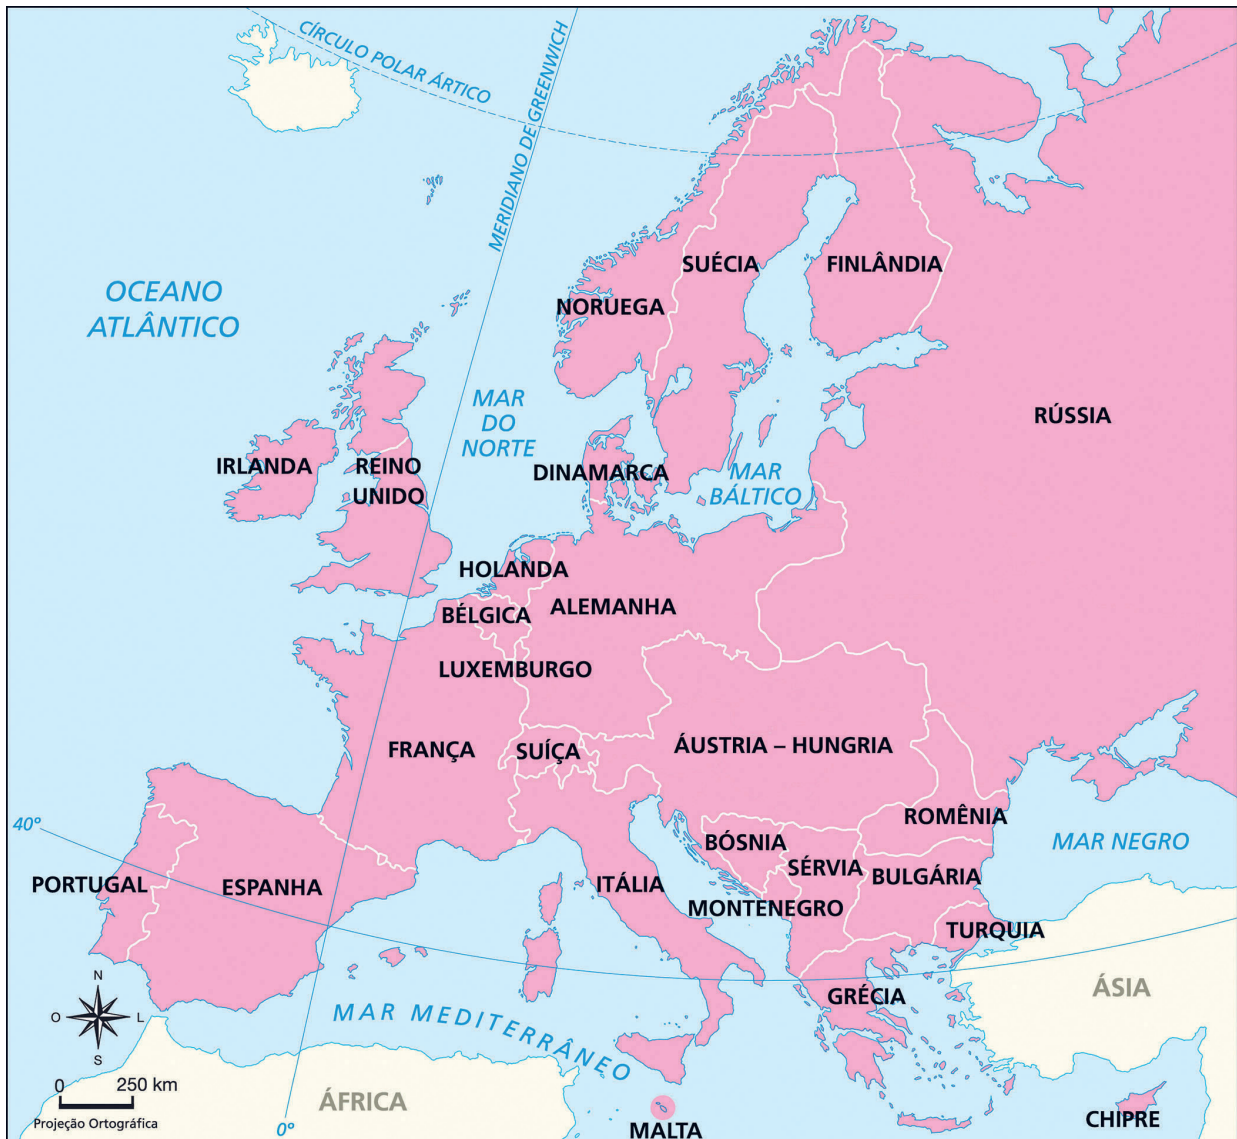 CÍRCULO POLAR ÁRTICO
MERIDIANO DE GREENWICH
OCEANO
ATLÂNTICO
SUÉCIA
FINLÂNDIA
NORUEGA
MAR
DO
NORTE
RÚSSIA
IRLANDA
REINO
UNIDO
DINAMARCA
MAR
BÁLTICO
HOLANDA
BÉLGICA
ALEMANHA
LUXEMBURGO
FRANÇA
SUÍÇA
ÁUSTRIA – HUNGRIA
40º
ROMÊNIA
BÓSNIA
SÉRVIA
MAR NEGRO
PORTUGAL
ESPANHA
ITÁLIA
BULGÁRIA
MONTENEGRO
TURQUIA
N
O
L
S
GRÉCIA
ÁSIA
MAR MEDITERRÂNEO
0
250 km
Projeção Ortográfica
ÁFRICA
0º
MALTA
CHIPRE